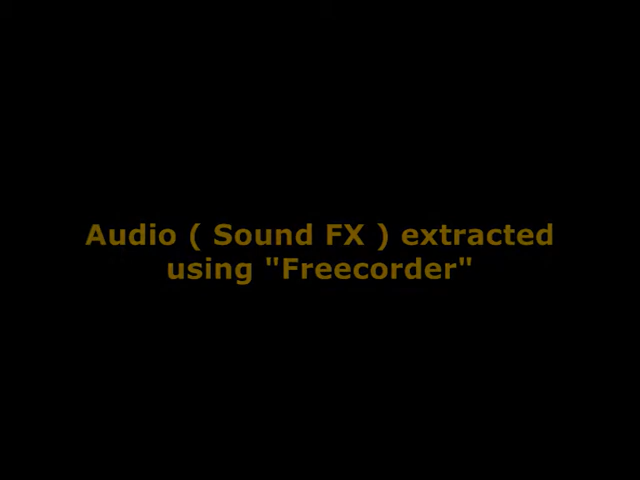 Audio ( Sound FX ) extracted
using "Freecorder"